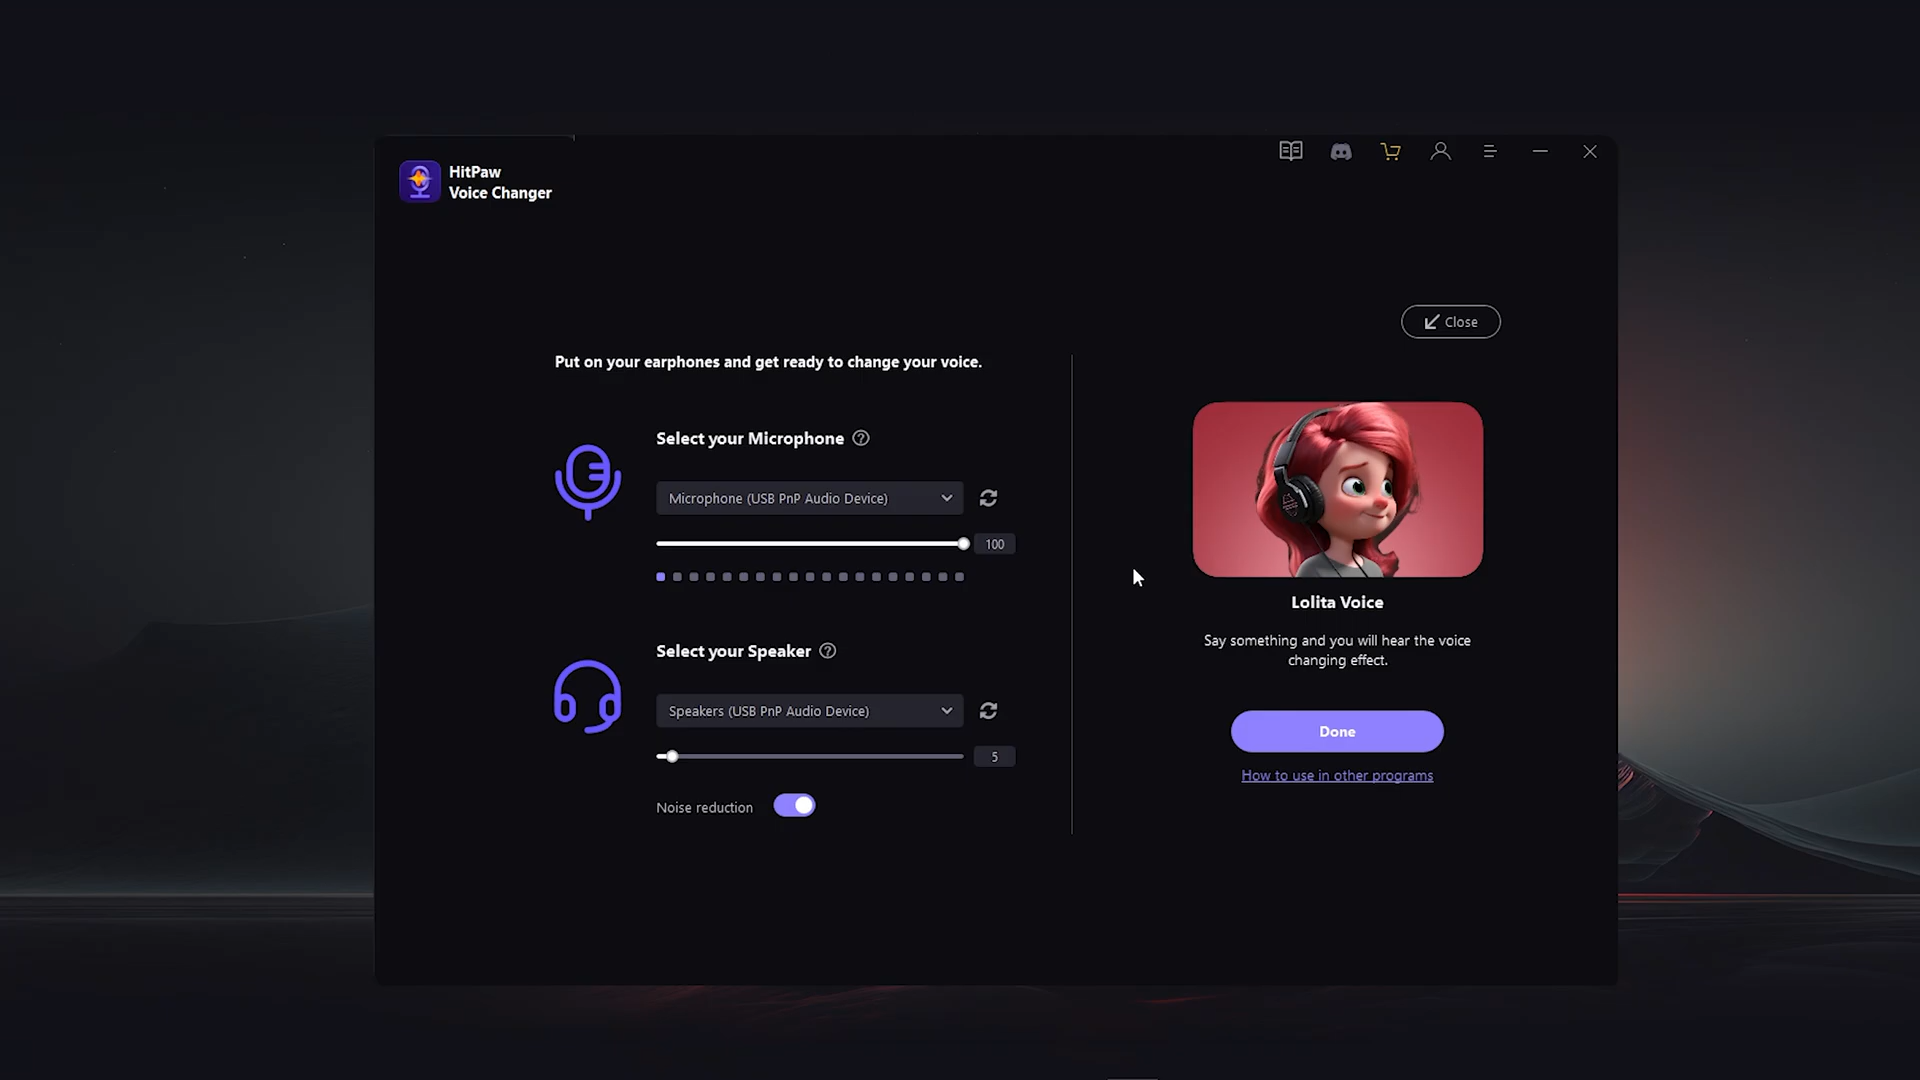 HitPaw
Voice Changer
Close
Put on your earphones and get ready to change your voice.
Select your Microphone
Microphone (USB PnP Audio Device)
100
Select your Speaker
Speakers (USB PnP Audio Device)
5
Noise reduction
Lolita Voice
Say something and you will hear the voice
changing effect.
Done
How to use in other programs